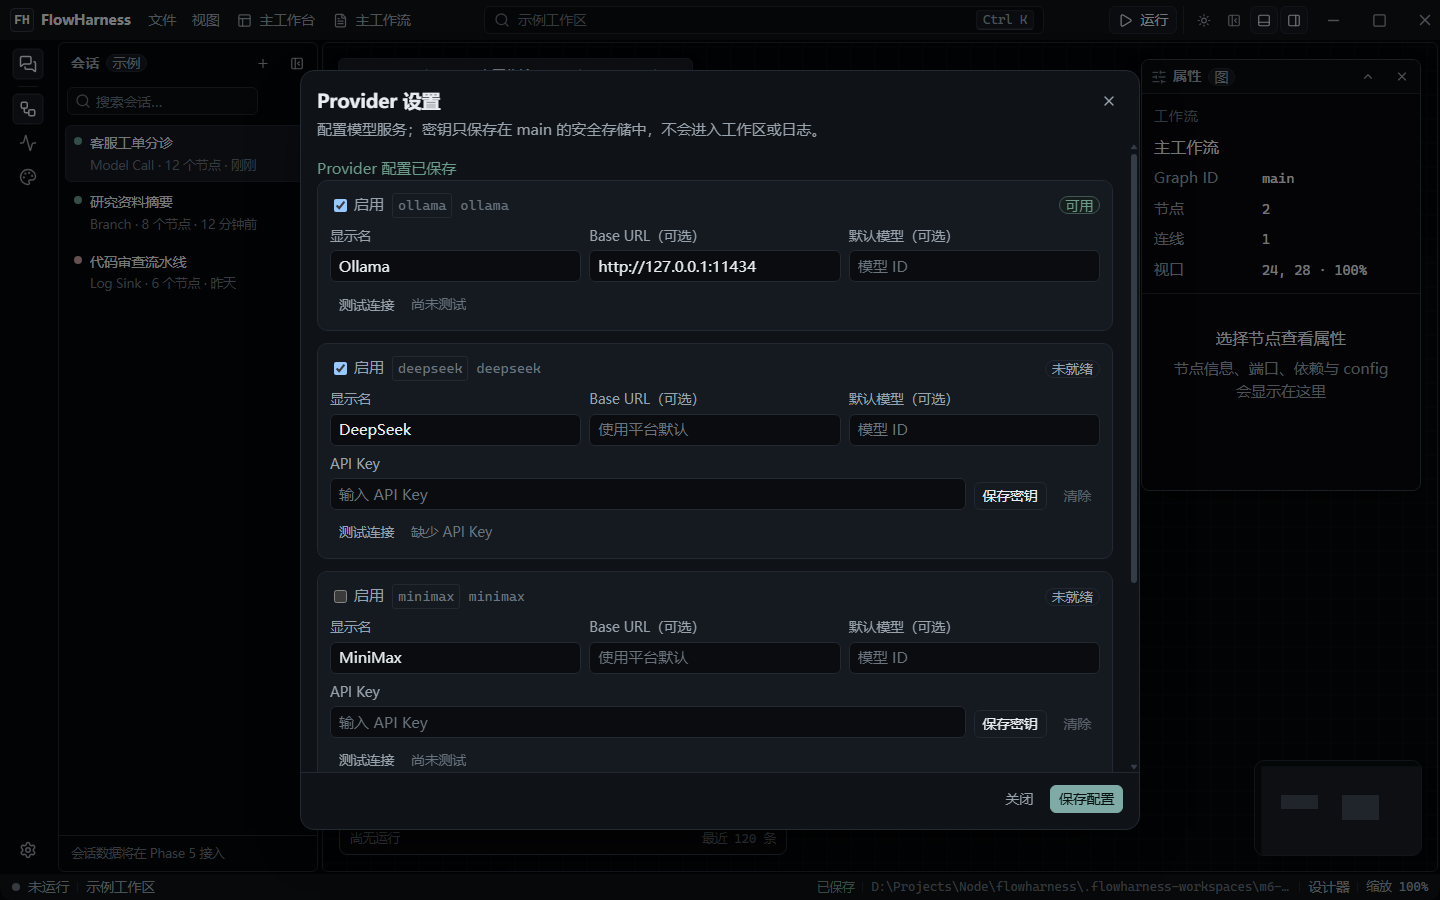 FH FlowHarness 文件 视图 主工作台 主工作流 示例工作区 Ctrl K 运行
会话 示例
搜索会话...
客服工单分诊
Model Call · 12 个节点 · 刚刚
研究资料摘要
Branch · 8 个节点 · 12 分钟前
代码审查流水线
Log Sink · 6 个节点 · 昨天
会话数据将在 Phase 5 接入
Provider 设置
配置模型服务；密钥只保存在 main 的安全存储中，不会进入工作区或日志。
Provider 配置已保存
启用 ollama ollama 可用
显示名 Base URL（可选） 默认模型（可选）
Ollama http://127.0.0.1:11434 模型 ID
测试连接 尚未测试
启用 deepseek deepseek 未就绪
显示名 Base URL（可选） 默认模型（可选）
DeepSeek 使用平台默认 模型 ID
API Key
输入 API Key 保存密钥 清除
测试连接 缺少 API Key
启用 minimax minimax 未就绪
显示名 Base URL（可选） 默认模型（可选）
MiniMax 使用平台默认 模型 ID
API Key
输入 API Key 保存密钥 清除
测试连接 尚未测试
关闭 保存配置
尚无运行 最近 120 条
属性 图
工作流
主工作流
Graph ID main
节点 2
连线 1
视口 24, 28 · 100%
选择节点查看属性
节点信息、端口、依赖与 config
会显示在这里
未运行 示例工作区 已保存 D:\Projects\Node\flowharness\.flowharness-workspaces\m6-… 设计器 缩放 100%